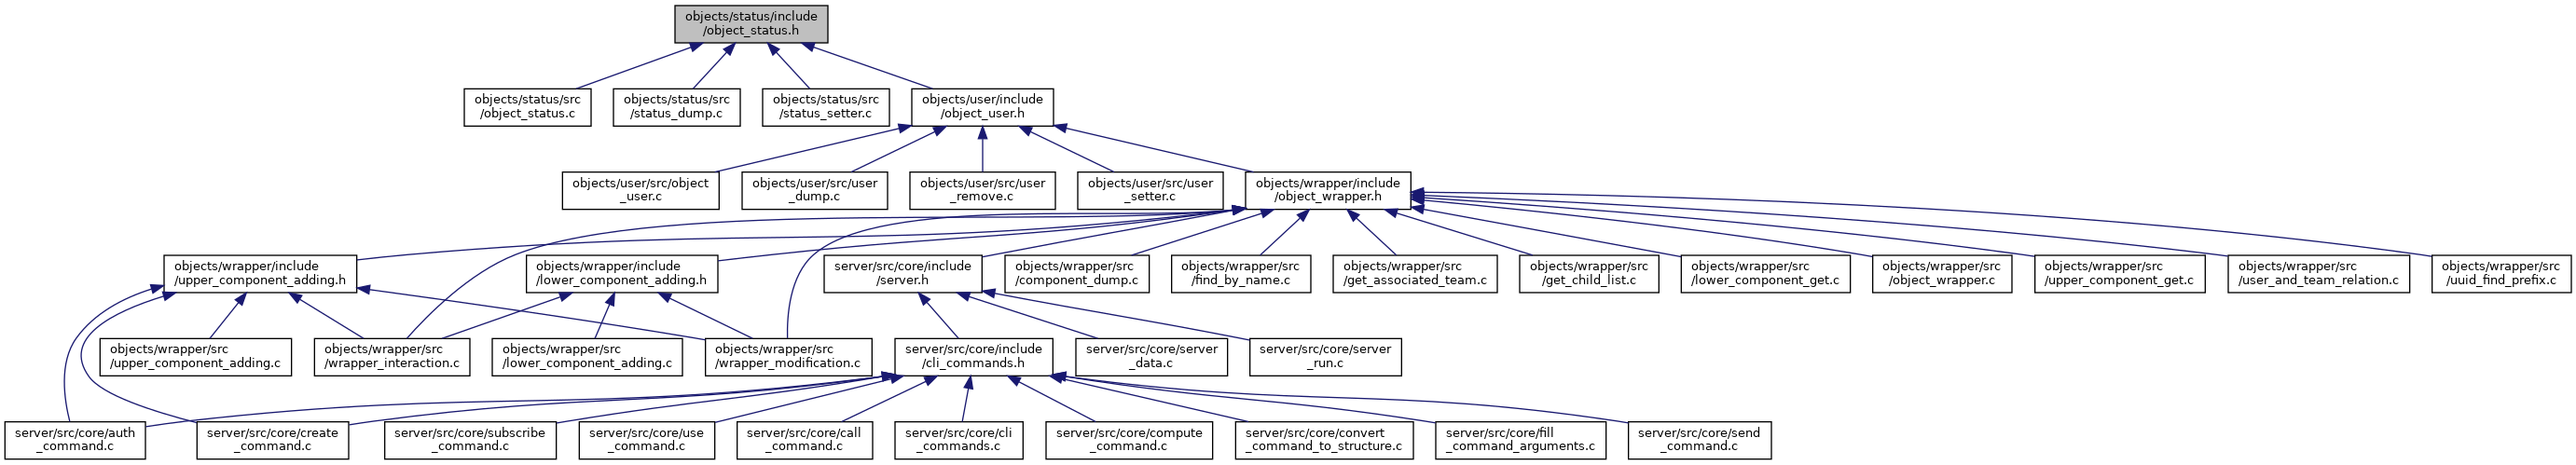 objects/status/include
/object_status.h
objects/status/src
/object_status.c
objects/status/src
/status_dump.c
objects/status/src
/status_setter.c
objects/user/include
/object_user.h
objects/user/src/object
_user.c
objects/user/src/user
_dump.c
objects/user/src/user
_remove.c
objects/user/src/user
_setter.c
objects/wrapper/include
/object_wrapper.h
objects/wrapper/include
/upper_component_adding.h
objects/wrapper/include
/lower_component_adding.h
server/src/core/include
/server.h
objects/wrapper/src
/component_dump.c
objects/wrapper/src
/find_by_name.c
objects/wrapper/src
/get_associated_team.c
objects/wrapper/src
/get_child_list.c
objects/wrapper/src
/lower_component_get.c
objects/wrapper/src
/object_wrapper.c
objects/wrapper/src
/upper_component_get.c
objects/wrapper/src
/user_and_team_relation.c
objects/wrapper/src
/uuid_find_prefix.c
objects/wrapper/src
/upper_component_adding.c
objects/wrapper/src
/wrapper_interaction.c
objects/wrapper/src
/lower_component_adding.c
objects/wrapper/src
/wrapper_modification.c
server/src/core/include
/cli_commands.h
server/src/core/server
_data.c
server/src/core/server
_run.c
server/src/core/auth
_command.c
server/src/core/create
_command.c
server/src/core/subscribe
_command.c
server/src/core/use
_command.c
server/src/core/call
_command.c
server/src/core/cli
_commands.c
server/src/core/compute
_command.c
server/src/core/convert
_command_to_structure.c
server/src/core/fill
_command_arguments.c
server/src/core/send
_command.c